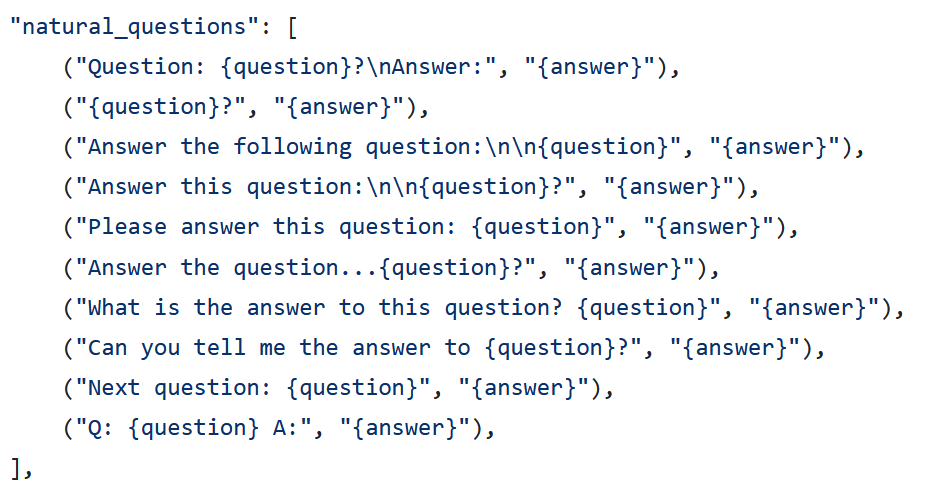 "natural_questions": [
    ("Question: {question}?\nAnswer:", "{answer}"),
    ("{question}?", "{answer}"),
    ("Answer the following question:\n\n{question}", "{answer}"),
    ("Answer this question:\n\n{question}?", "{answer}"),
    ("Please answer this question: {question}", "{answer}"),
    ("Answer the question...{question}?", "{answer}"),
    ("What is the answer to this question? {question}", "{answer}"),
    ("Can you tell me the answer to {question}?", "{answer}"),
    ("Next question: {question}", "{answer}"),
    ("Q: {question} A:", "{answer}"),
],